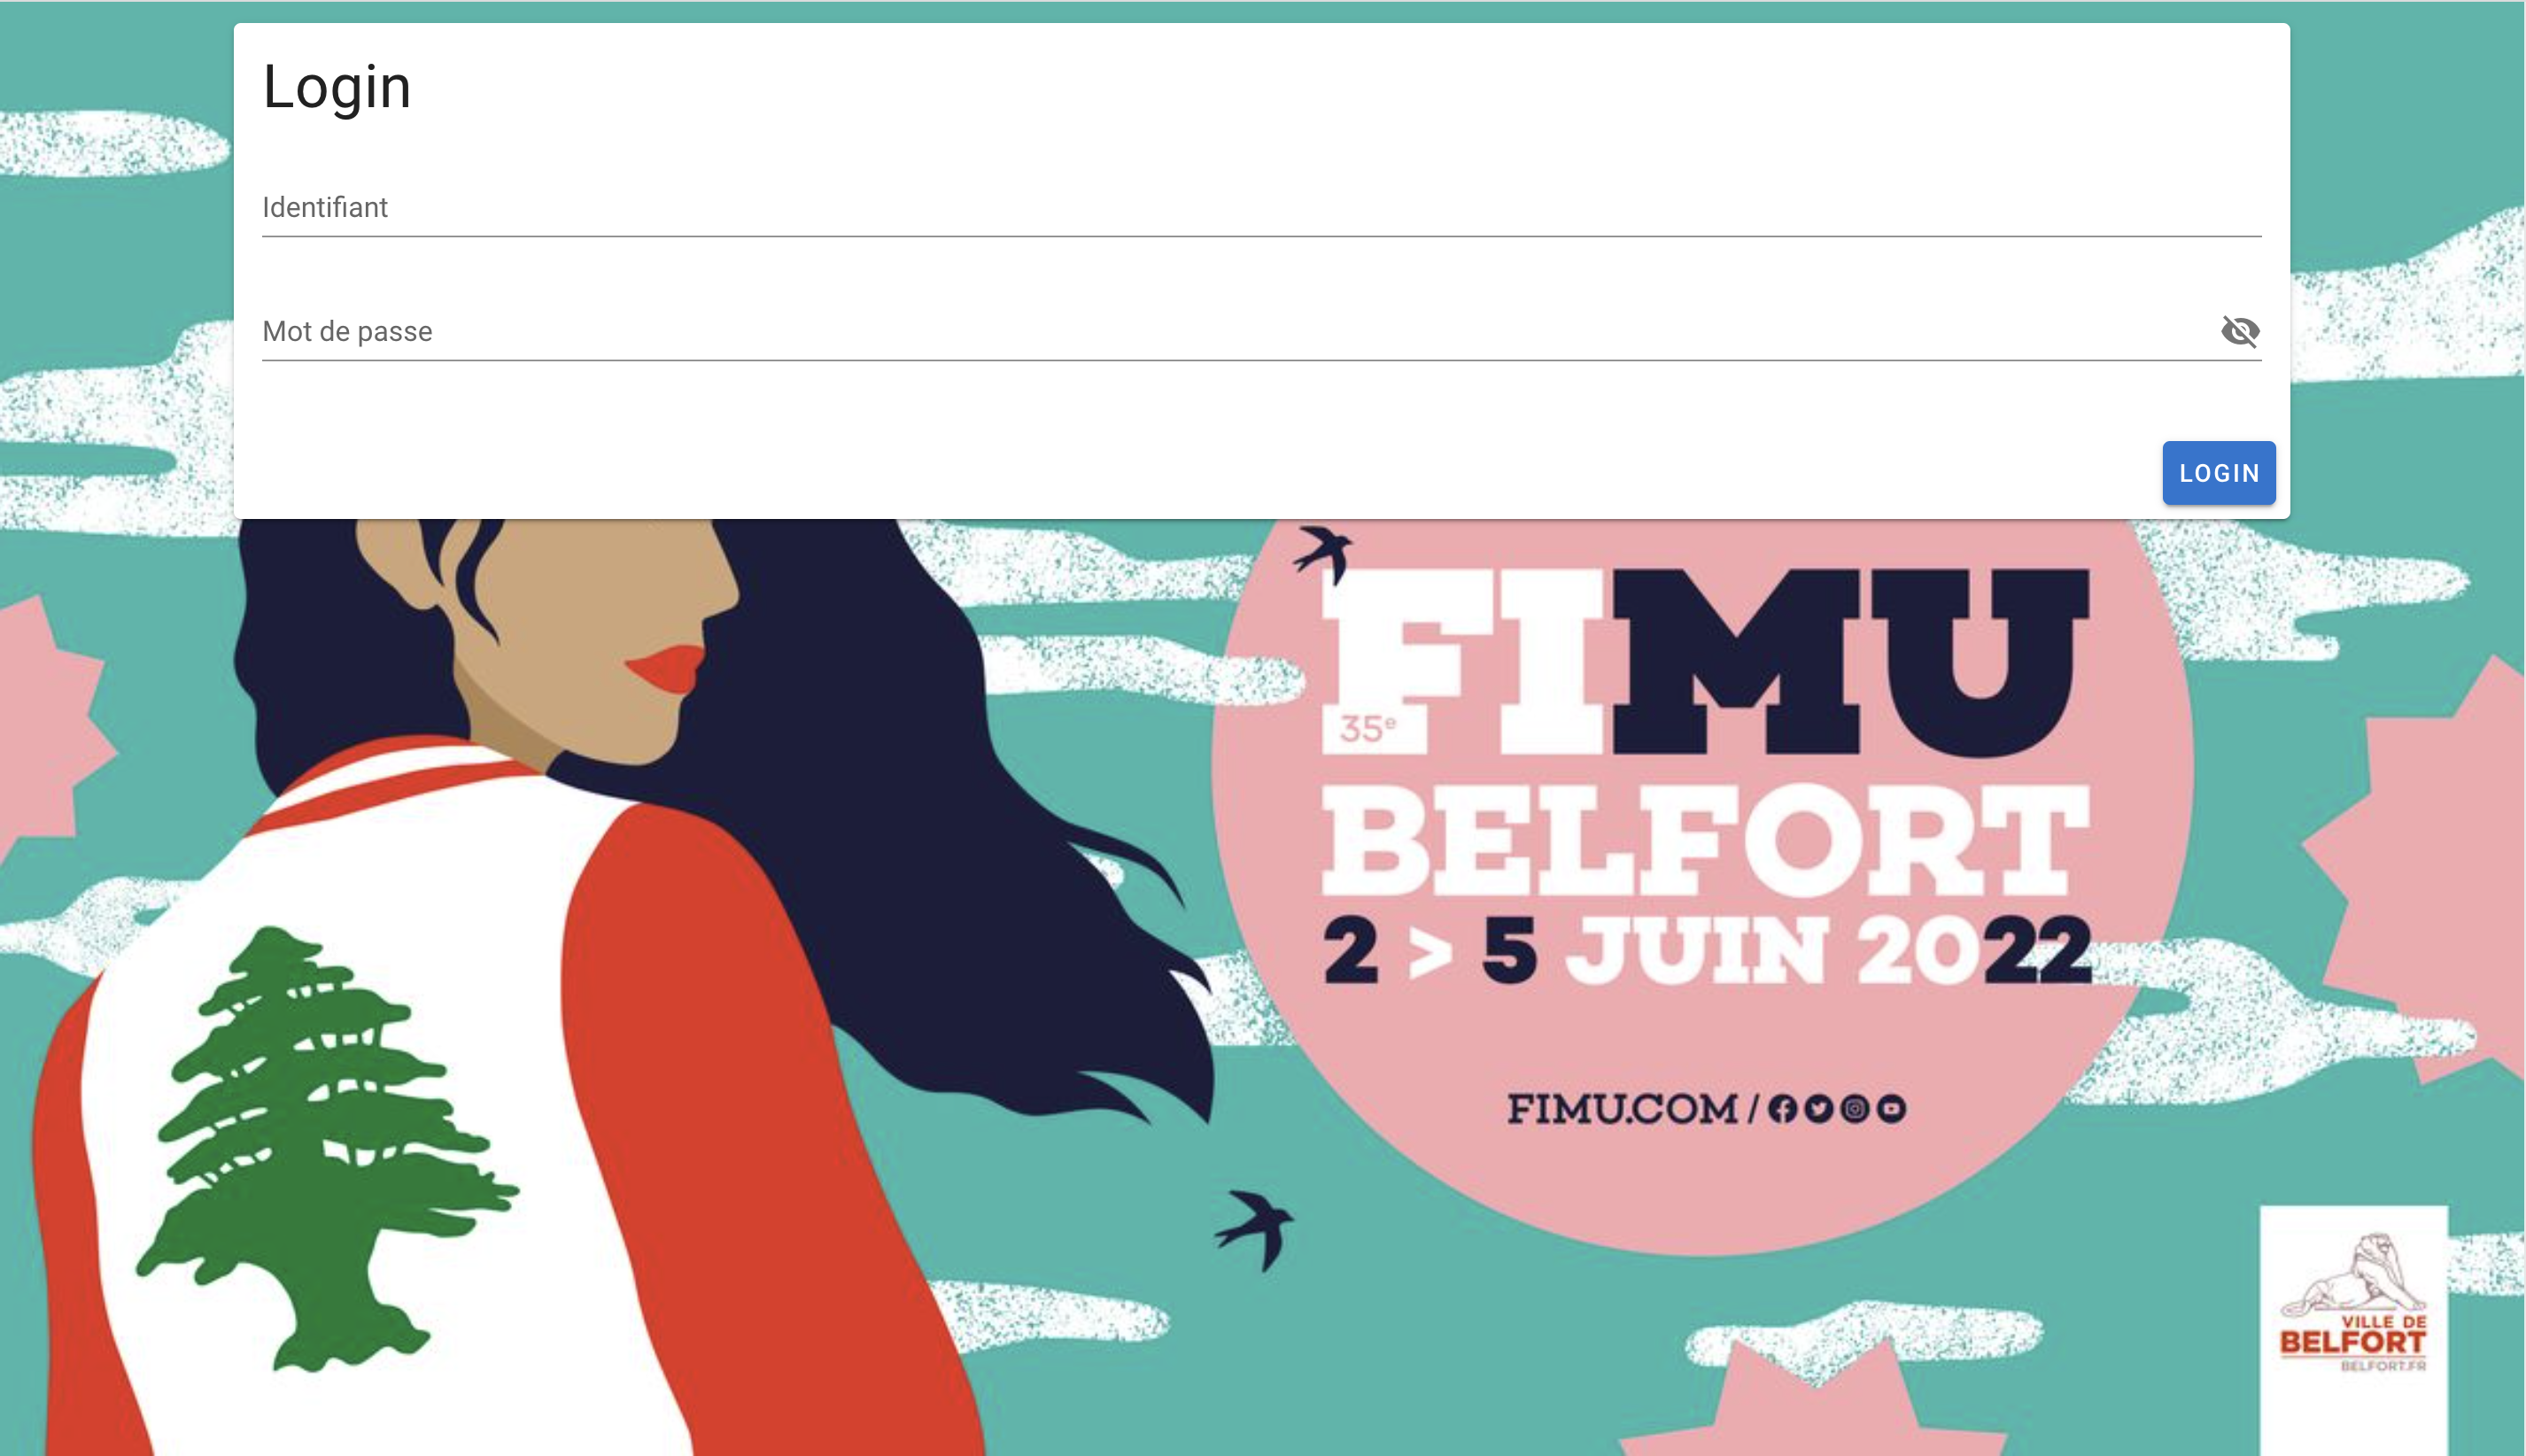 Login
Identifiant
Mot de passe
LOGIN
FIMU
35e
BELFORT
2 > 5 JUIN 2022
FIMU.COM /
VILLE DE
BELFORT
BELFORT.FR